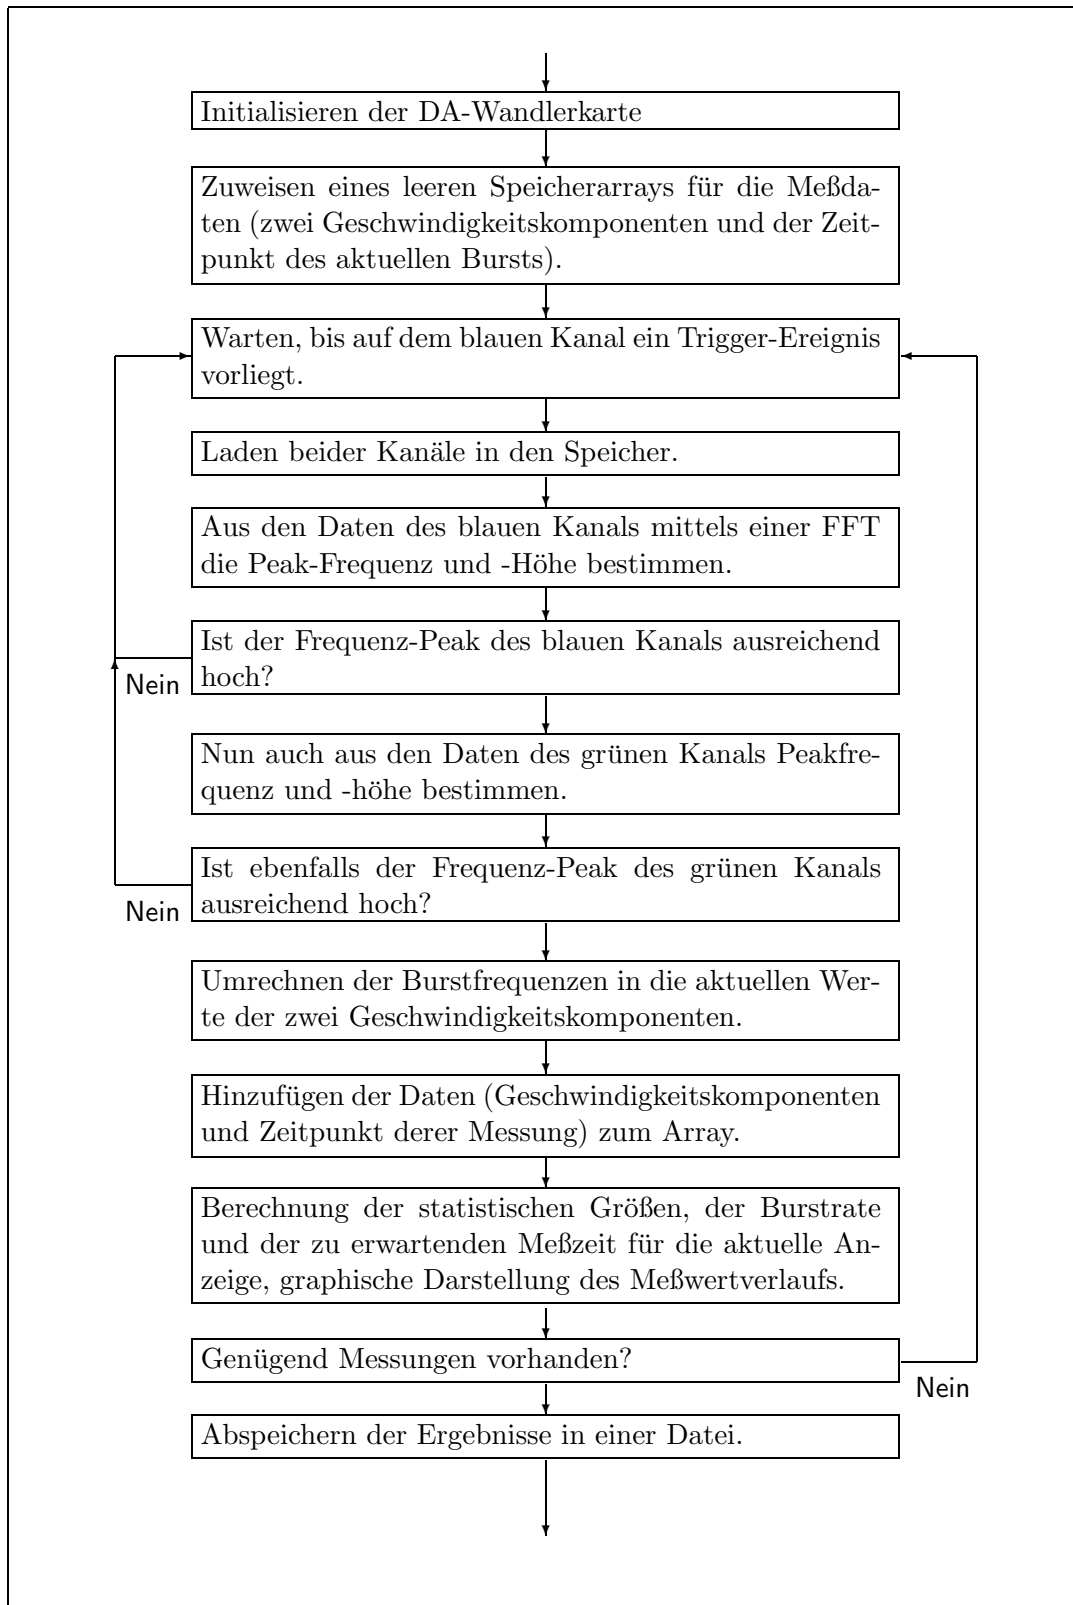 Initialisieren der DA-Wandlerkarte
Zuweisen eines leeren Speicherarrays für die Meßda-
ten (zwei Geschwindigkeitskomponenten und der Zeit-
punkt des aktuellen Bursts).
Warten, bis auf dem blauen Kanal ein Trigger-Ereignis
vorliegt.
Laden beider Kanäle in den Speicher.
Aus den Daten des blauen Kanals mittels einer FFT
die Peak-Frequenz und -Höhe bestimmen.
Ist der Frequenz-Peak des blauen Kanals ausreichend
hoch?
Nein
Nun auch aus den Daten des grünen Kanals Peakfre-
quenz und -höhe bestimmen.
Ist ebenfalls der Frequenz-Peak des grünen Kanals
ausreichend hoch?
Nein
Umrechnen der Burstfrequenzen in die aktuellen Wer-
te der zwei Geschwindigkeitskomponenten.
Hinzufügen der Daten (Geschwindigkeitskomponenten
und Zeitpunkt derer Messung) zum Array.
Berechnung der statistischen Größen, der Burstrate
und der zu erwartenden Meßzeit für die aktuelle An-
zeige, graphische Darstellung des Meßwertverlaufs.
Genügend Messungen vorhanden?
Nein
Abspeichern der Ergebnisse in einer Datei.